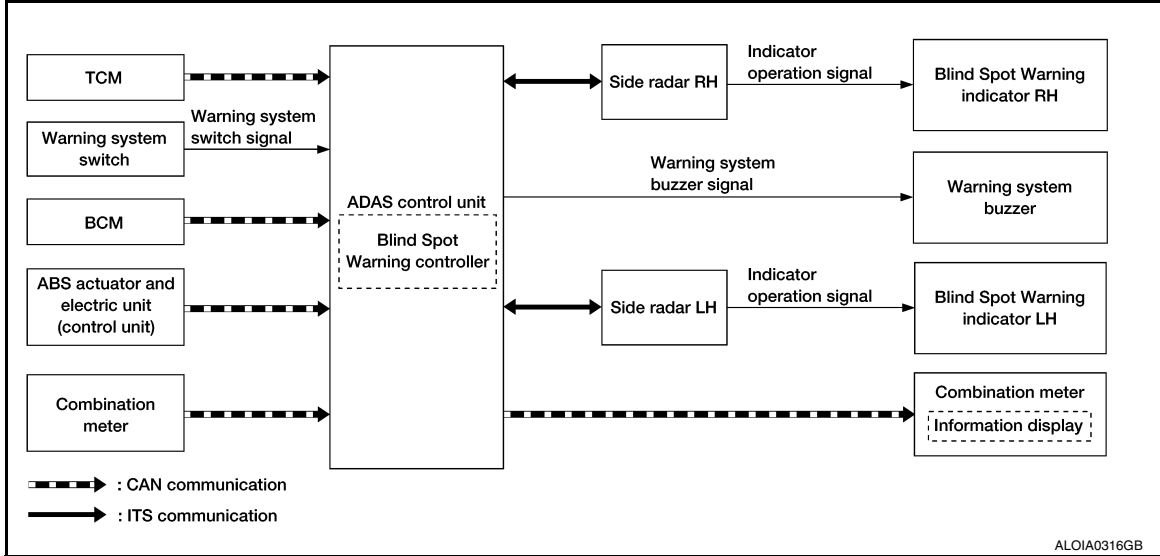 TCM
Warning system
switch
Warning system
switch signal
BCM
ABS actuator and
electric unit
(control unit)
Combination
meter
ADAS control unit
Blind Spot
Warning controller
Side radar RH
Indicator
operation signal
Blind Spot Warning
indicator RH
Warning system
buzzer signal
Warning system
buzzer
Side radar LH
Indicator
operation signal
Blind Spot Warning
indicator LH
Combination meter
Information display
: CAN communication
: ITS communication
ALOIA0316GB